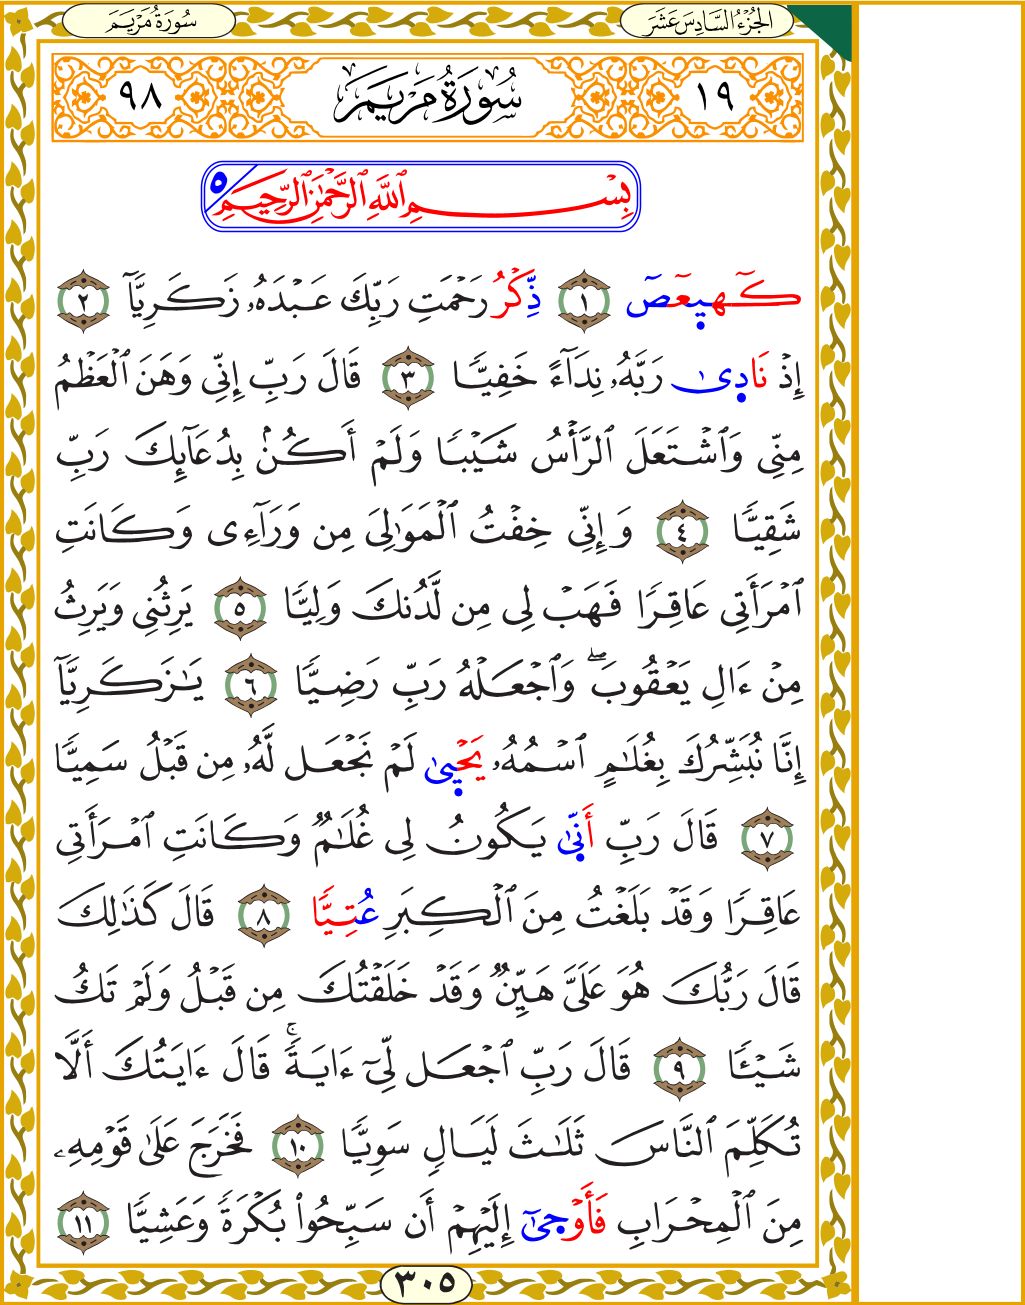 الجُزْءُ السَّادِسَ عَشَرَ
سُورَةُ مَرْيَمَ
١٩ سُورَةُ مَرْيَمَ ٩٨
بِسْمِ ٱللَّهِ ٱلرَّحْمَٰنِ ٱلرَّحِيمِ ٥
كٓهيعٓصٓ ١ ذِّكْرُ رَحْمَتِ رَبِّكَ عَبْدَهُۥ زَكَرِيَّآ ٢
إِذْ نَادِىٰ رَبَّهُۥ نِدَآءً خَفِيًّا ٣ قَالَ رَبِّ إِنِّى وَهَنَ ٱلْعَظْمُ
مِنِّى وَٱشْتَعَلَ ٱلرَّأْسُ شَيْبًا وَلَمْ أَكُنۢ بِدُعَآئِكَ رَبِّ
شَقِيًّا ٤ وَإِنِّى خِفْتُ ٱلْمَوَٰلِىَ مِن وَرَآءِى وَكَانَتِ
ٱمْرَأَتِى عَاقِرًا فَهَبْ لِى مِن لَّدُنكَ وَلِيًّا ٥ يَرِثْنِى وَيَرِثْ
مِنْ ءَالِ يَعْقُوبَ ۖ وَٱجْعَلْهُ رَبِّ رَضِيًّا ٦ يَٰزَكَرِيَّآ
إِنَّا نُبَشِّرُكَ بِغُلَٰمٍ ٱسْمُهُۥ يَحْيِىٰ لَمْ نَجْعَل لَّهُۥ مِن قَبْلُ سَمِيًّا
٧ قَالَ رَبِّ أَنِّىٰ يَكُونُ لِى غُلَٰمٌ وَكَانَتِ ٱمْرَأَتِى
عَاقِرًا وَقَدْ بَلَغْتُ مِنَ ٱلْكِبَرِ عُتِيًّا ٨ قَالَ كَذَٰلِكَ
قَالَ رَبُّكَ هُوَ عَلَىَّ هَيِّنٌ وَقَدْ خَلَقْتُكَ مِن قَبْلُ وَلَمْ تَكُ
شَيْـًٔا ٩ قَالَ رَبِّ ٱجْعَل لِّىٓ ءَايَةً ۚ قَالَ ءَايَتُكَ أَلَّا
تُكَلِّمَ ٱلنَّاسَ ثَلَٰثَ لَيَالٍ سَوِيًّا ١٠ فَخَرَجَ عَلَىٰ قَوْمِهِۦ
مِنَ ٱلْمِحْرَابِ فَأَوْحِىٰٓ إِلَيْهِمْ أَن سَبِّحُوا۟ بُكْرَةً وَعَشِيًّا ١١
٣٠٥